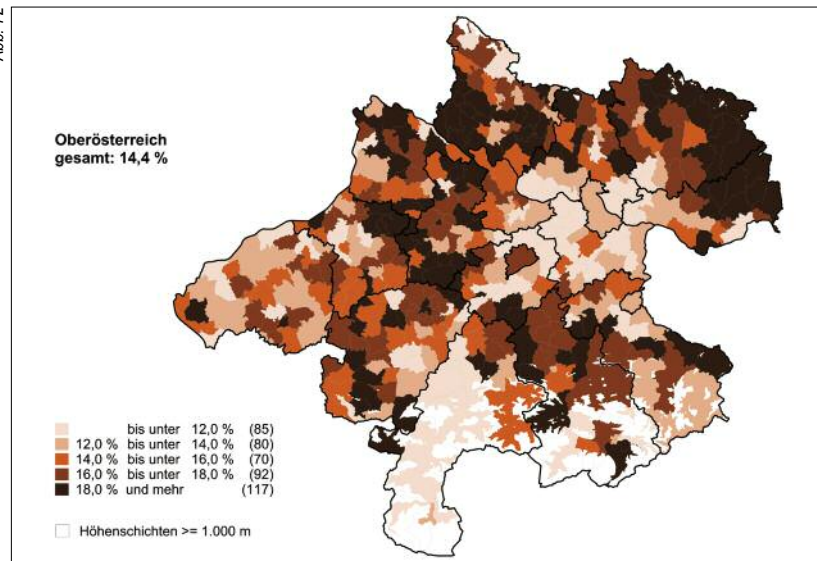 Oberösterreich
gesamt: 14,4 %
bis unter 12,0 % (85)
12,0 % bis unter 14,0 % (80)
14,0 % bis unter 16,0 % (70)
16,0 % bis unter 18,0 % (92)
18,0 % und mehr (117)
Höhenschichten >= 1.000 m